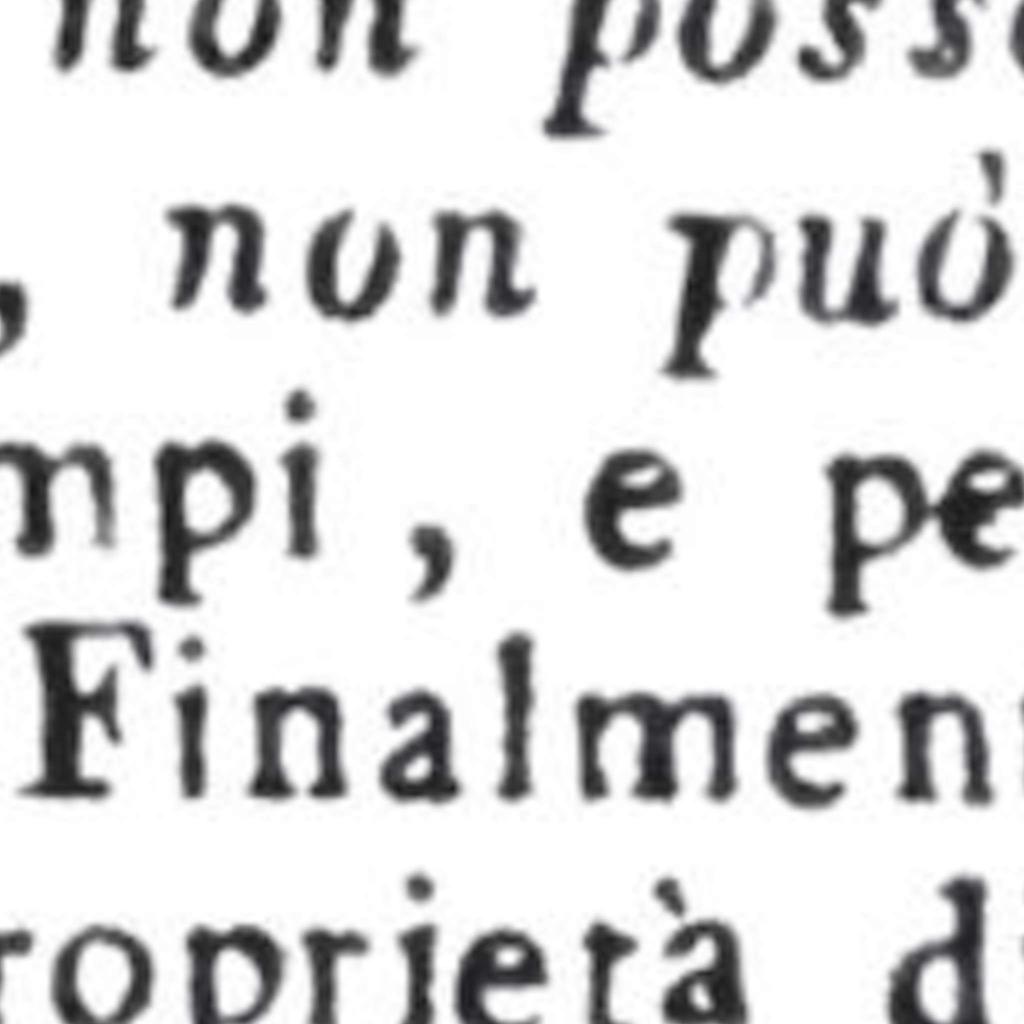 non poss
, non può
mpi, e pe
Finalmen
roprietà d